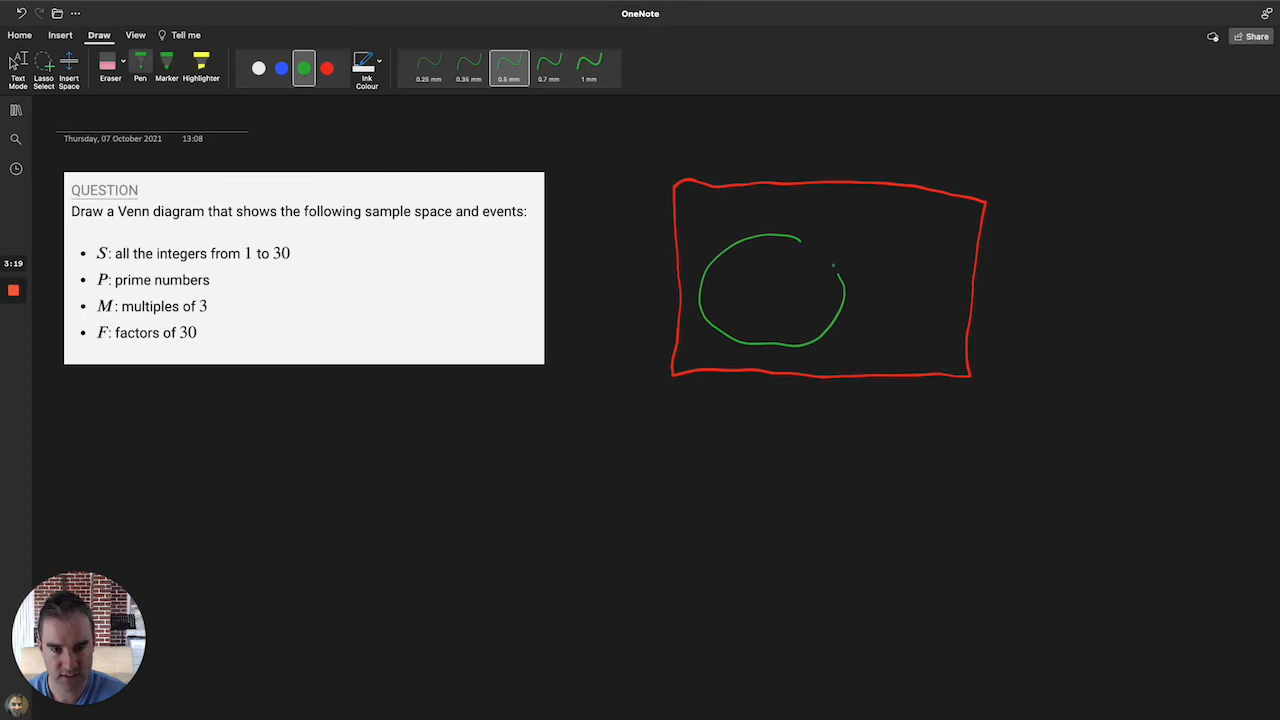 OneNote
Home Insert Draw View Tell me
Share
Text Mode
Lasso Select
Insert Space
Eraser
Pen
Marker
Highlighter
Ink Colour
0.25 mm
0.35 mm
0.5 mm
0.7 mm
1 mm
Thursday, 07 October 2021 13:08
QUESTION
Draw a Venn diagram that shows the following sample space and events:
• S: all the integers from 1 to 30
• P: prime numbers
• M: multiples of 3
• F: factors of 30
3:19